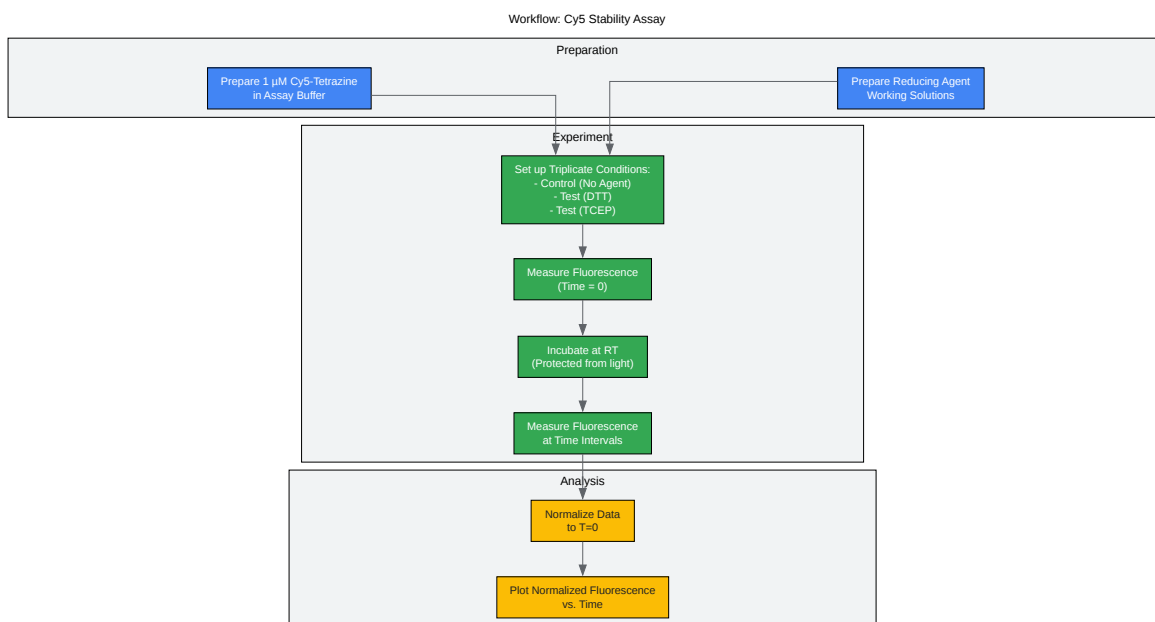 Workflow: Cy5 Stability Assay
Preparation
Prepare 1 µM Cy5-Tetrazine
in Assay Buffer
Prepare Reducing Agent
Working Solutions
Experiment
Set up Triplicate Conditions:
- Control (No Agent)
- Test (DTT)
- Test (TCEP)
Measure Fluorescence
(Time = 0)
Incubate at RT
(Protected from light)
Measure Fluorescence
at Time Intervals
Analysis
Normalize Data
to T=0
Plot Normalized Fluorescence
vs. Time